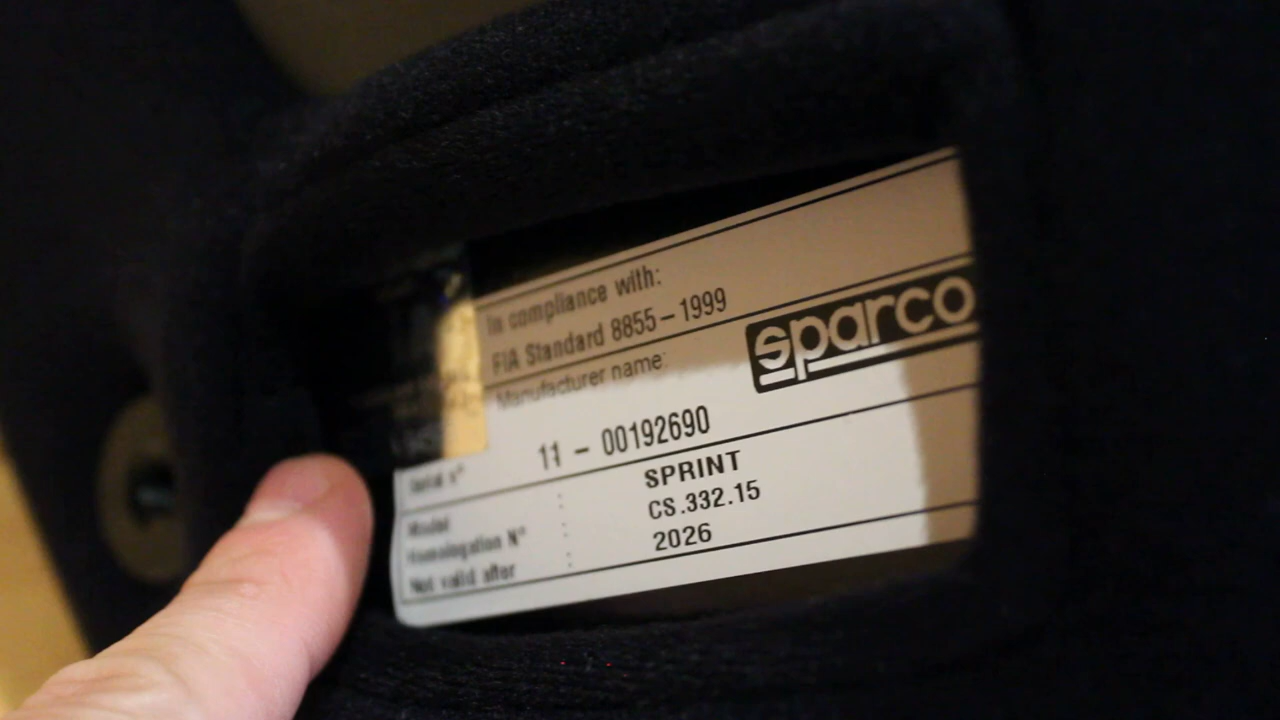 In compliance with:
FIA Standard 8855-1999
Manufacturer name:
sparco
Serial n° 11 - 00192690
Model : SPRINT
Homologation N° : CS.332.15
Not valid after : 2026